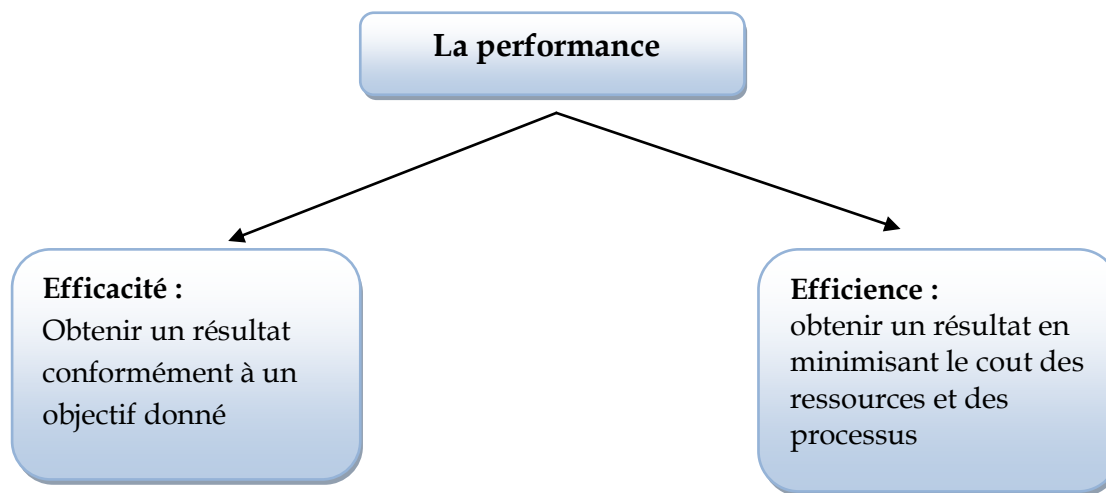 La performance
Efficacité :
Obtenir un résultat
conformément à un
objectif donné
Efficience :
obtenir un résultat en
minimisant le cout des
ressources et des
processus